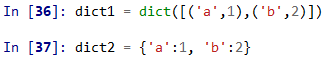 In [36]: dict1 = dict([('a',1),('b',2)])
In [37]: dict2 = {'a':1, 'b':2}